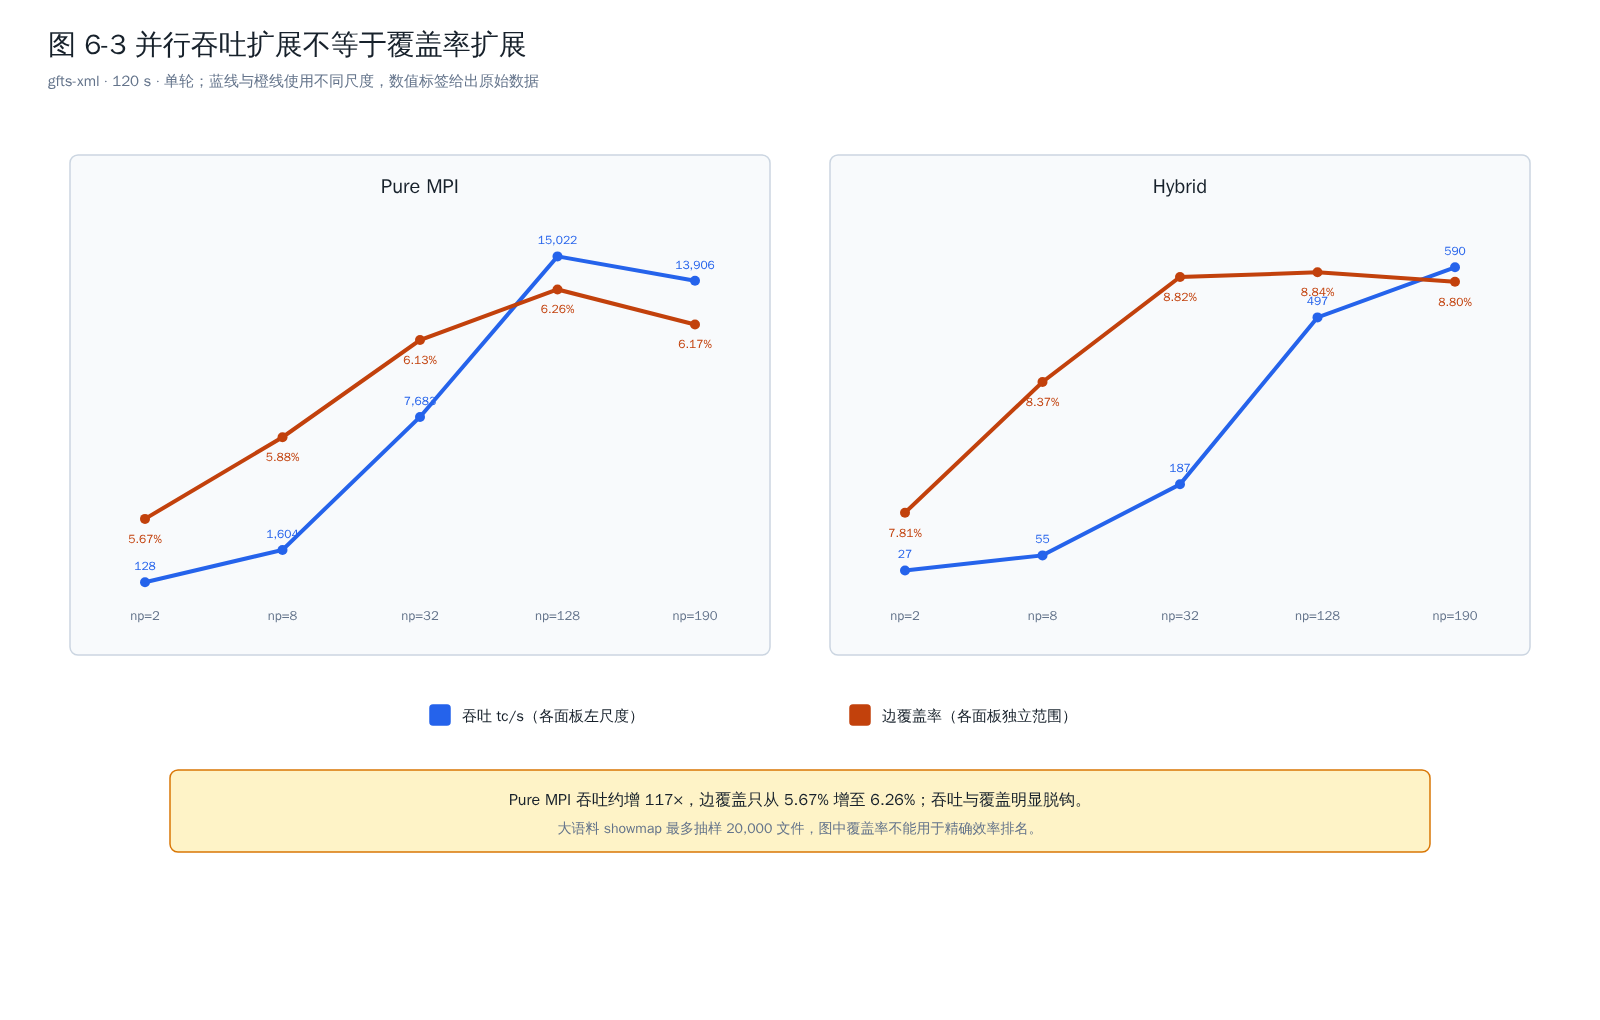 图 6-3 并行吞吐扩展不等于覆盖率扩展
gfts-xml · 120 s · 单轮；蓝线与橙线使用不同尺度，数值标签给出原始数据
Pure MPI
15,022
13,906
6.26%
6.17%
6.13%
7,683
5.88%
1,604
5.67%
128
np=2
np=8
np=32
np=128
np=190
Hybrid
590
8.82%
8.84%
497
8.80%
8.37%
187
7.81%
55
27
np=2
np=8
np=32
np=128
np=190
吞吐 tc/s（各面板左尺度）
边覆盖率（各面板独立范围）
Pure MPI 吞吐约增 117×，边覆盖只从 5.67% 增至 6.26%；吞吐与覆盖明显脱钩。
大语料 showmap 最多抽样 20,000 文件，图中覆盖率不能用于精确效率排名。